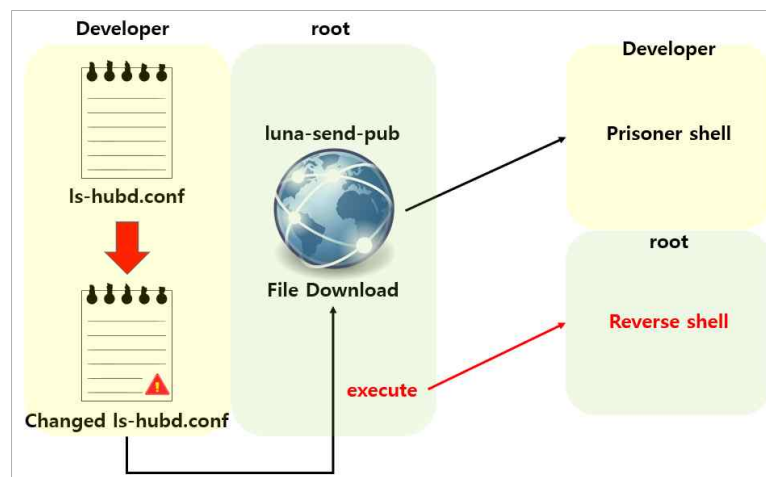 Developer
root
ls-hubd.conf
Changed ls-hubd.conf
luna-send-pub
File Download
execute
Developer
Prisoner shell
root
Reverse shell